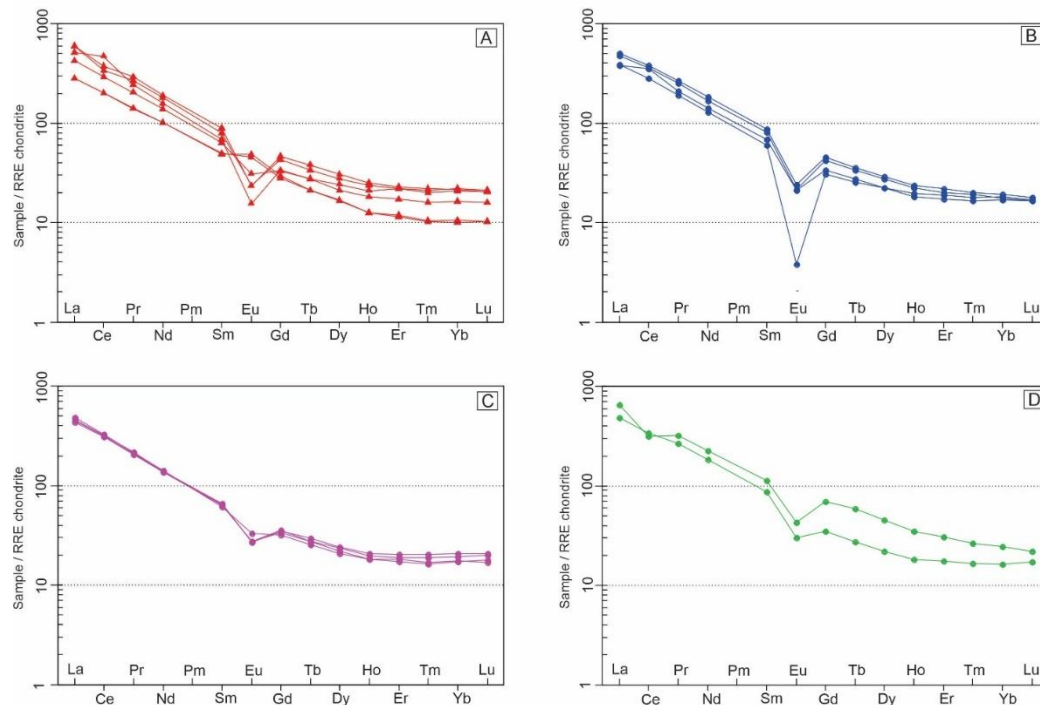 A
Sample / RRE chondrite
1000
100
10
1
La Pr Pm Eu Tb Ho Tm Lu
Ce Nd Sm Gd Dy Er Yb
B
Sample / RRE chondrite
1000
100
10
1
La Pr Pm Eu Tb Ho Tm Lu
Ce Nd Sm Gd Dy Er Yb
C
Sample / RRE chondrite
1000
100
10
1
La Pr Pm Eu Tb Ho Tm Lu
Ce Nd Sm Gd Dy Er Yb
D
Sample / RRE chondrite
1000
100
10
1
La Pr Pm Eu Tb Ho Tm Lu
Ce Nd Sm Gd Dy Er Yb